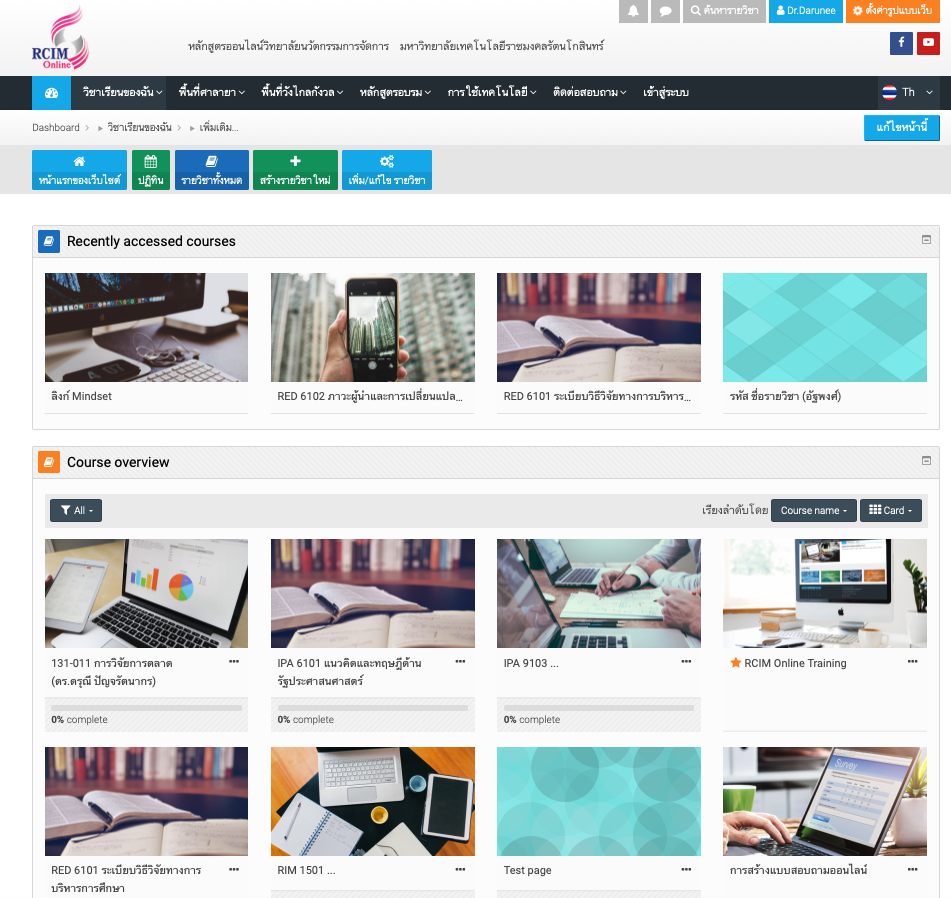 ค้นหารายวิชา
Dr.Darunee
ตั้งค่ารูปแบบเว็บ
RCIM
Online
หลักสูตรออนไลน์วิทยาลัยนวัตกรรมการจัดการ มหาวิทยาลัยเทคโนโลยีราชมงคลรัตนโกสินทร์
วิชาเรียนของฉัน
พื้นที่ศาลายา
พื้นที่วังไกลกังวล
หลักสูตรอบรม
การใช้เทคโนโลยี
ติดต่อสอบถาม
เข้าสู่ระบบ
Th
Dashboard
วิชาเรียนของฉัน
เพิ่มเติม...
แก้ไขหน้านี้
หน้าแรกของเว็บไซต์
ปฏิทิน
รายวิชาทั้งหมด
สร้างรายวิชาใหม่
เพิ่ม/แก้ไข รายวิชา
Recently accessed courses
ลิงก์ Mindset
RED 6102 ภาวะผู้นำและการเปลี่ยนแปล...
RED 6101 ระเบียบวิธีวิจัยทางการบริหาร...
รหัส ชื่อรายวิชา (อัฐพงศ์)
Course overview
All
เรียงลำดับโดย
Course name
Card
131-011 การวิจัยการตลาด
(ดร.ดรุณี ปัญจรัตนากร)
0% complete
IPA 6101 แนวคิดและทฤษฎีด้าน
รัฐประศาสนศาสตร์
0% complete
IPA 9103 ...
0% complete
RCIM Online Training
RED 6101 ระเบียบวิธีวิจัยทางการ
บริหารการศึกษา
RIM 1501 ...
Test page
Survey
การสร้างแบบสอบถามออนไลน์